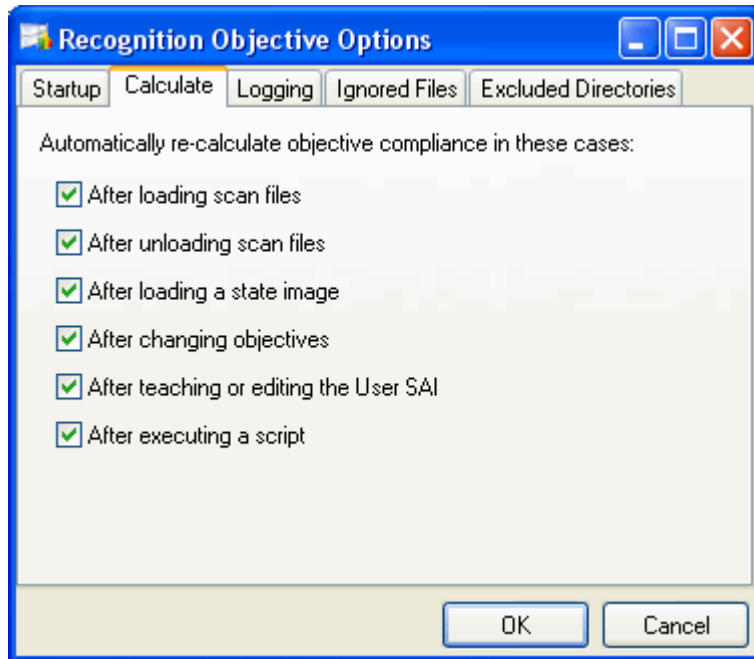 Recognition Objective Options
Startup Calculate Logging Ignored Files Excluded Directories
Automatically re-calculate objective compliance in these cases:
After loading scan files
After unloading scan files
After loading a state image
After changing objectives
After teaching or editing the User SAI
After executing a script
OK Cancel